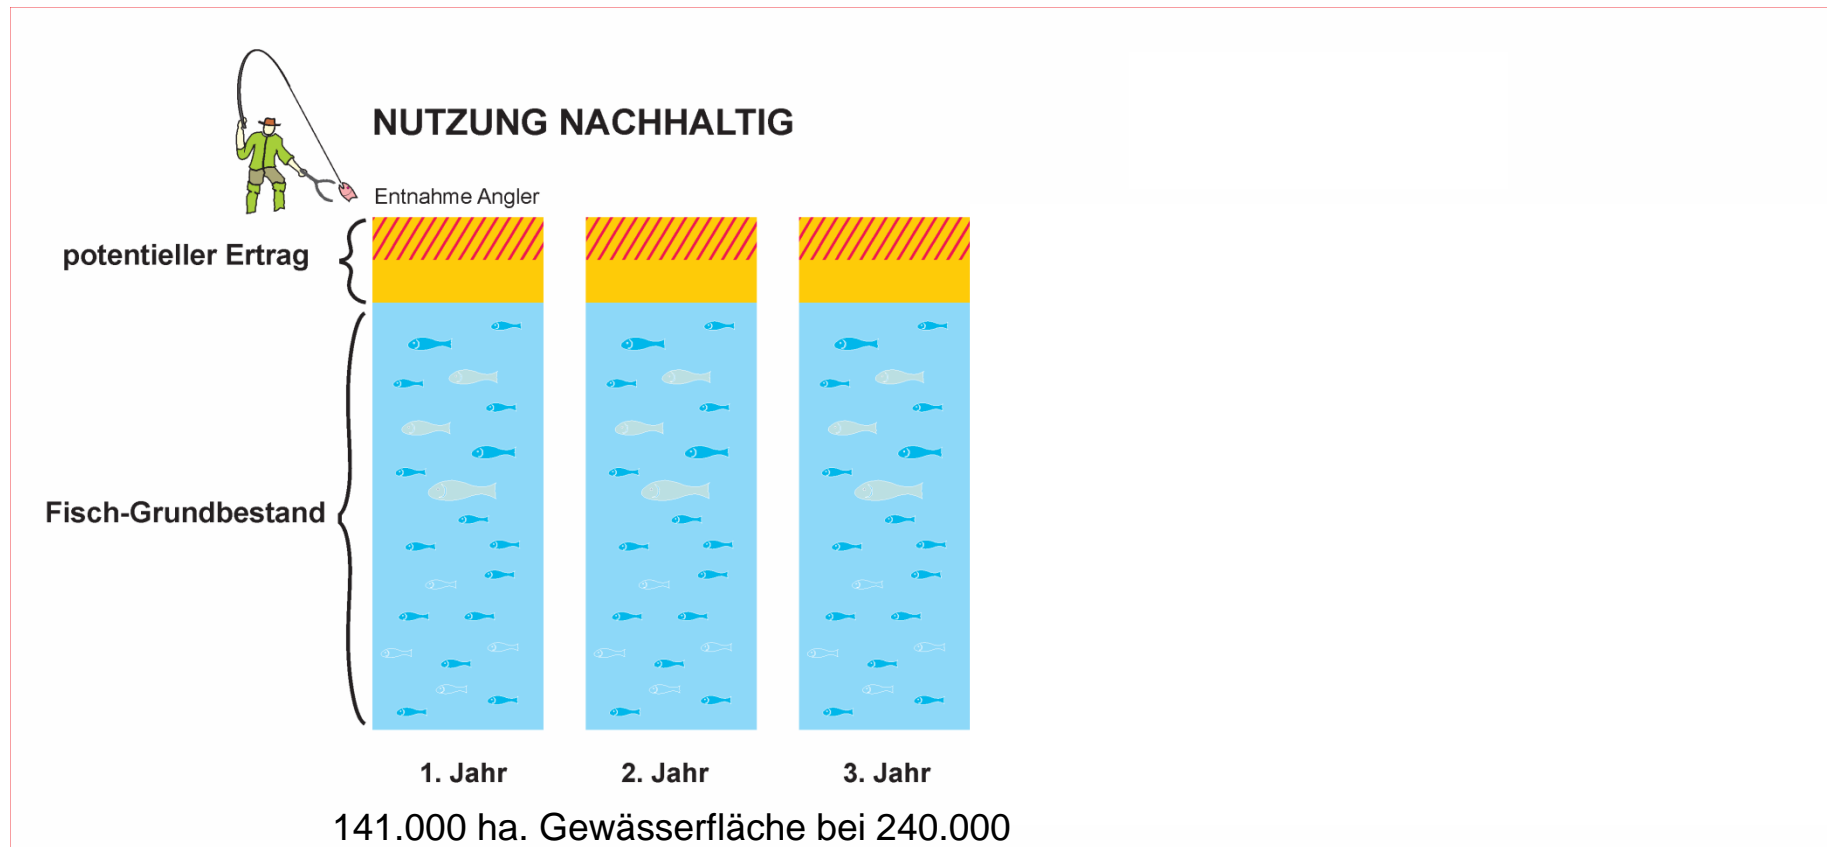 NUTZUNG NACHHALTIG
Entnahme Angler
potentieller Ertrag
Fisch-Grundbestand
1. Jahr 2. Jahr 3. Jahr
141.000 ha. Gewässerfläche bei 240.000